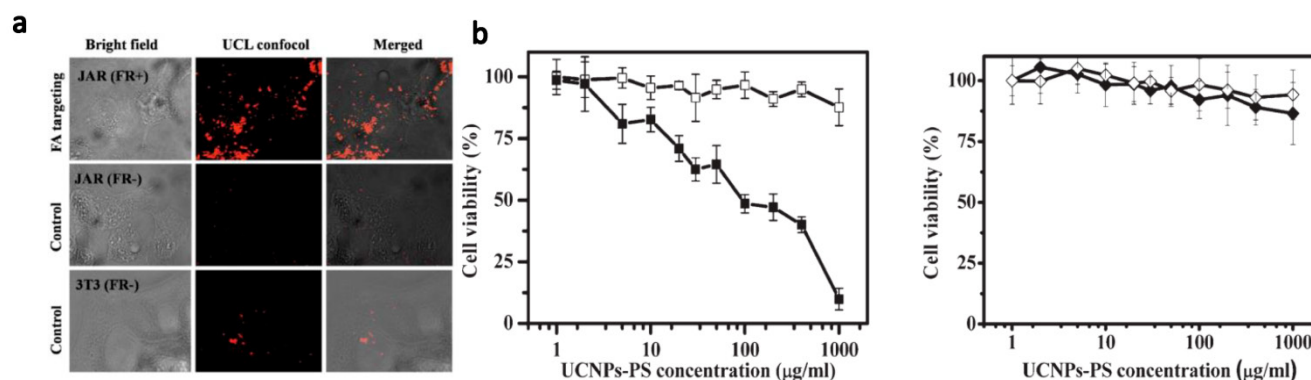 a
Bright field UCL confocol Merged
FA targeting
JAR (FR+)
Control
JAR (FR-)
Control
3T3 (FR-)
b
Cell viability (%)
100
75
50
25
0
1 10 100 1000
UCNPs-PS concentration (μg/ml)
Cell viability (%)
100
75
50
25
0
1 10 100 1000
UCNPs-PS concentration (μg/ml)